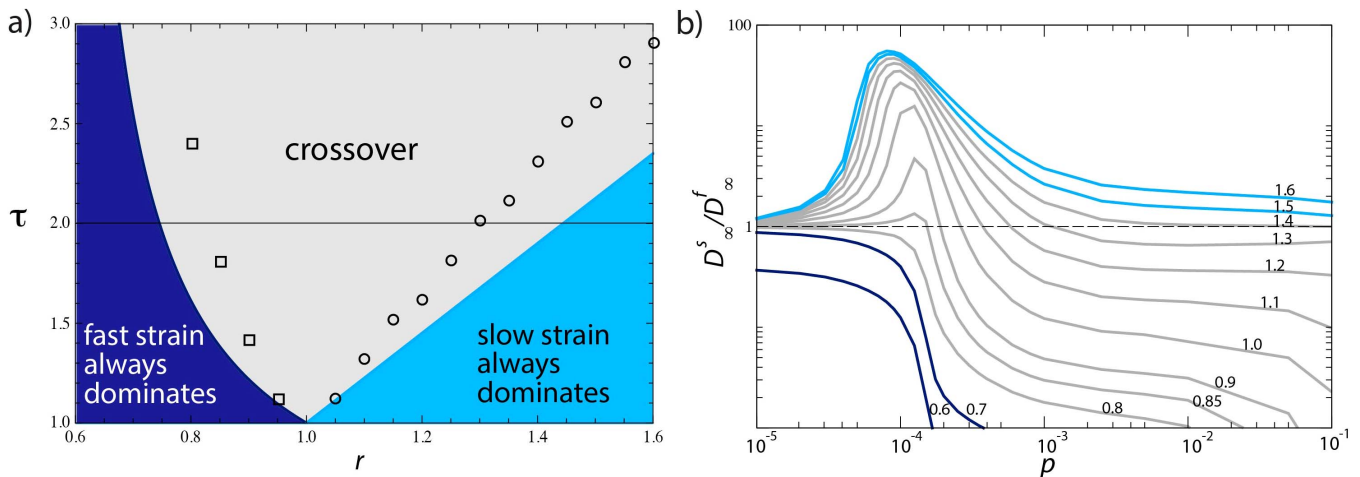 a)
3.0
2.5
2.0
1.5
1.0
τ
0.6
0.8
1.0
1.2
1.4
1.6
r
crossover
fast strain
always
dominates
slow strain
always
dominates
b)
100
1
D^s_∞/D^f_∞
1.6
1.5
1.4
1.3
1.2
1.1
1.0
0.9
0.85
0.8
0.7
0.6
10^-5
10^-4
10^-3
10^-2
10^-1
p